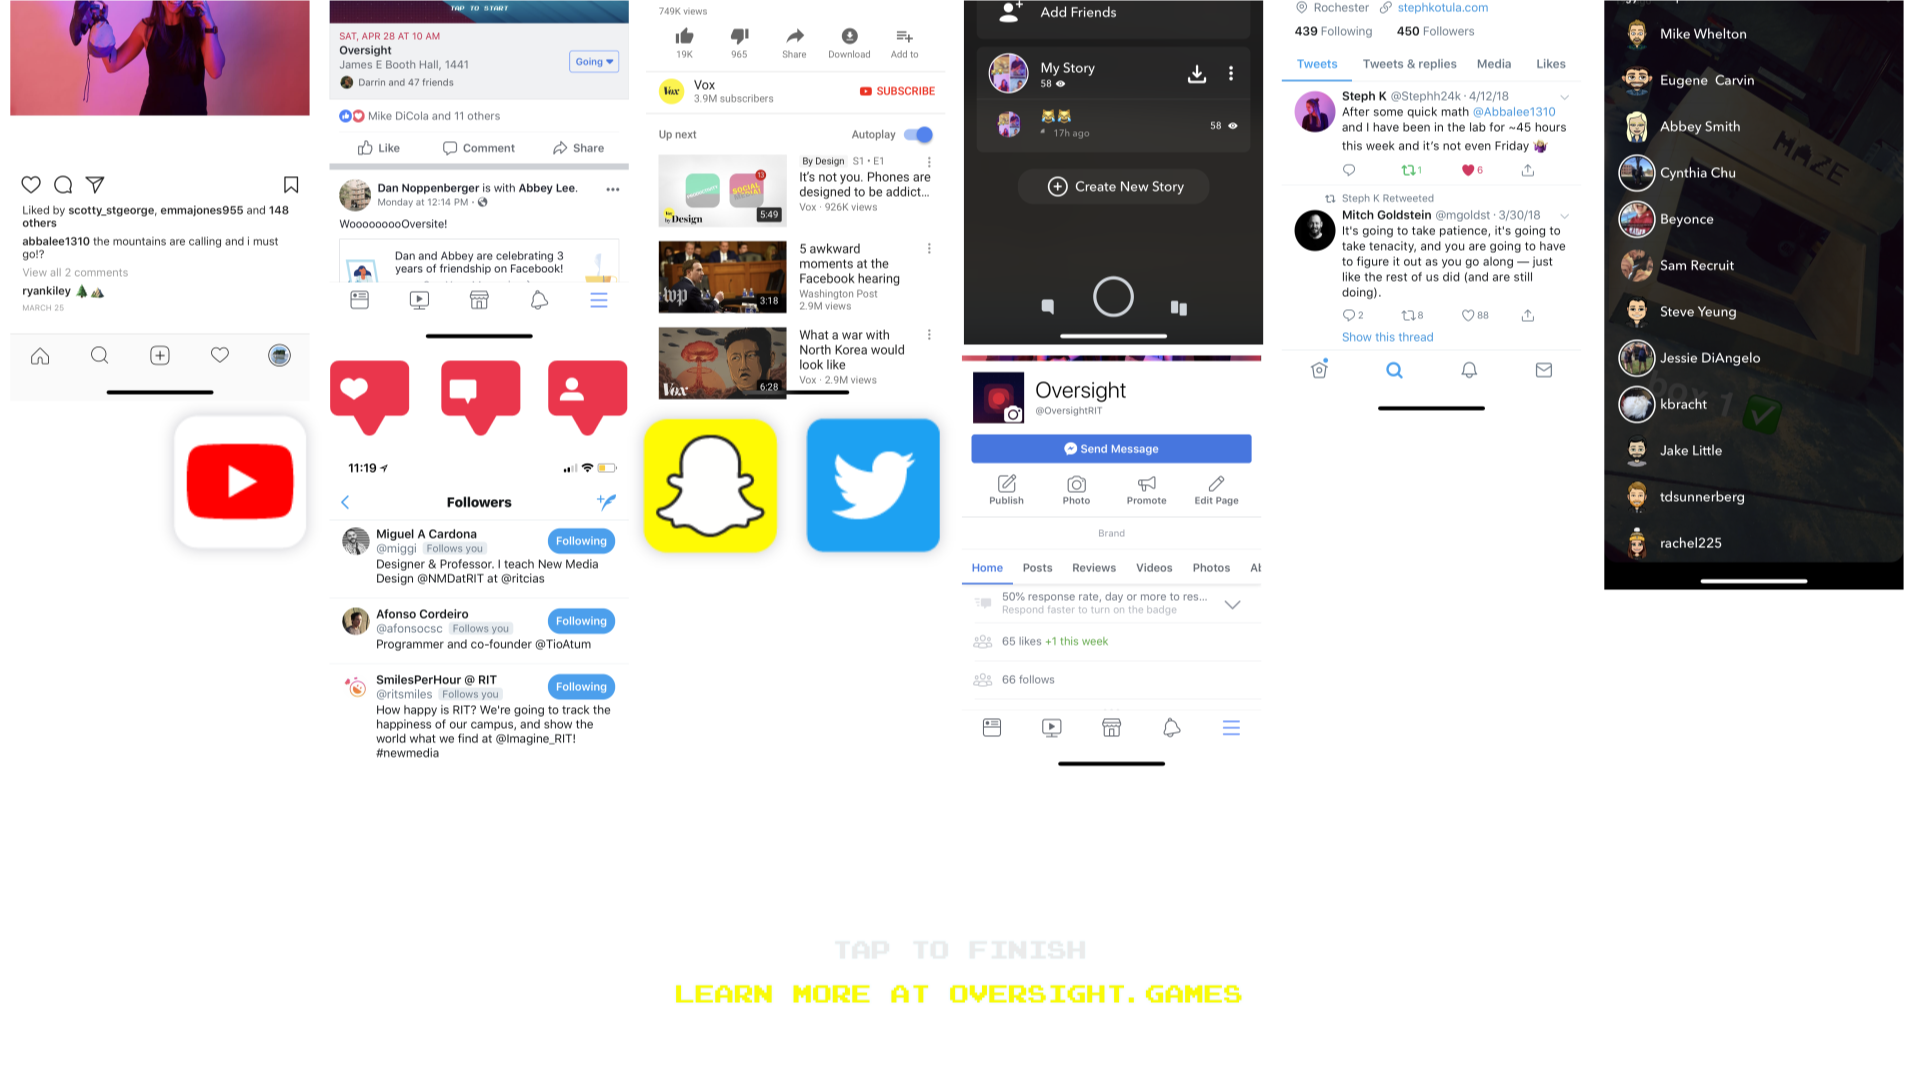 Liked by scotty_stgeorge, emmajones955 and 148
others
abbalee1310 the mountains are calling and i must
go!?
View all 2 comments
ryankiley
MARCH 25
TAP TO START
SAT, APR 28 AT 10 AM
Oversight
James E Booth Hall, 1441
Darrin and 47 friends
Going
Mike DiCola and 11 others
Like
Comment
Share
Dan Noppenberger is with Abbey Lee.
Monday at 12:14 PM ·
WooooooooOversite!
Dan and Abbey are celebrating 3
years of friendship on Facebook!
11:19
Followers
Miguel A Cardona
@miggi Follows you
Following
Designer & Professor. I teach New Media
Design @NMDatRIT at @ritcias
Afonso Cordeiro
@afonsocsc Follows you
Following
Programmer and co-founder @TioAtum
SmilesPerHour @ RIT
@ritsmiles Follows you
Following
How happy is RIT? We're going to track the
happiness of our campus, and show the
world what we find at @Imagine_RIT!
#newmedia
749K views
19K
965
Share
Download
Add to
Vox
Vox
3.9M subscribers
SUBSCRIBE
Up next
Autoplay
by Design
5:49
13
By Design S1 • E1
It's not you. Phones are
designed to be addict...
Vox · 926K views
wp
3:18
5 awkward
moments at the
Facebook hearing
Washington Post
2.9M views
Vox
6:28
What a war with
North Korea would
look like
Vox · 2.9M views
Add Friends
My Story
58
17h ago
58
Create New Story
Oversight
@OversightRIT
Send Message
Publish
Photo
Promote
Edit Page
Brand
Home
Posts
Reviews
Videos
Photos
Al
50% response rate, day or more to res...
Respond faster to turn on the badge
65 likes +1 this week
66 follows
Rochester stephkotula.com
439 Following 450 Followers
Tweets
Tweets & replies
Media
Likes
Steph K @Stephh24k · 4/12/18
After some quick math @Abbalee1310
and I have been in the lab for ~45 hours
this week and it's not even Friday
1
6
Steph K Retweeted
Mitch Goldstein @mgoldst · 3/30/18
It's going to take patience, it's going to
take tenacity, and you are going to have
to figure it out as you go along — just
like the rest of us did (and are still
doing).
2
8
88
Show this thread
Mike Whelton
Eugene Carvin
Abbey Smith
Cynthia Chu
Beyonce
Sam Recruit
Steve Yeung
Jessie DiAngelo
kbracht
Jake Little
tdsunnerberg
rachel225
MAZE
box 1
TAP TO FINISH
LEARN MORE AT OVERSIGHT.GAMES